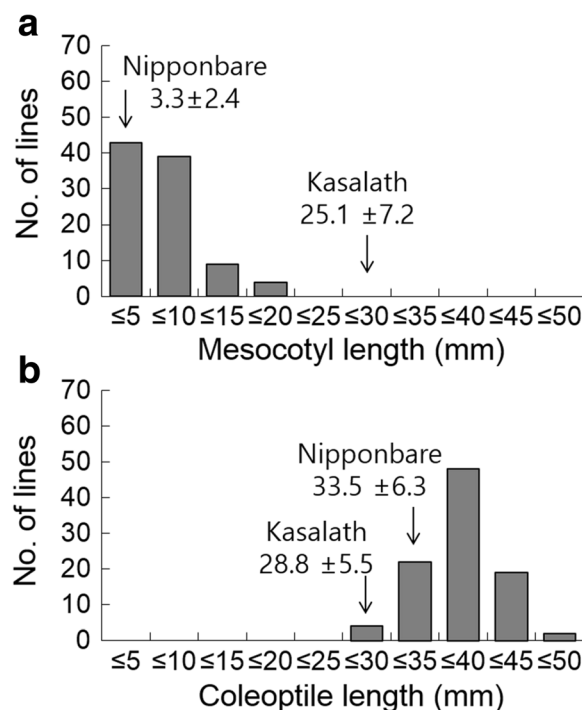 a
70
60
50
40
30
20
10
0
No. of lines
Nipponbare
3.3±2.4
Kasalath
25.1 ±7.2
≤5 ≤10 ≤15 ≤20 ≤25 ≤30 ≤35 ≤40 ≤45 ≤50
Mesocotyl length (mm)
b
70
60
50
40
30
20
10
0
No. of lines
Nipponbare
33.5 ±6.3
Kasalath
28.8 ±5.5
≤5 ≤10 ≤15 ≤20 ≤25 ≤30 ≤35 ≤40 ≤45 ≤50
Coleoptile length (mm)